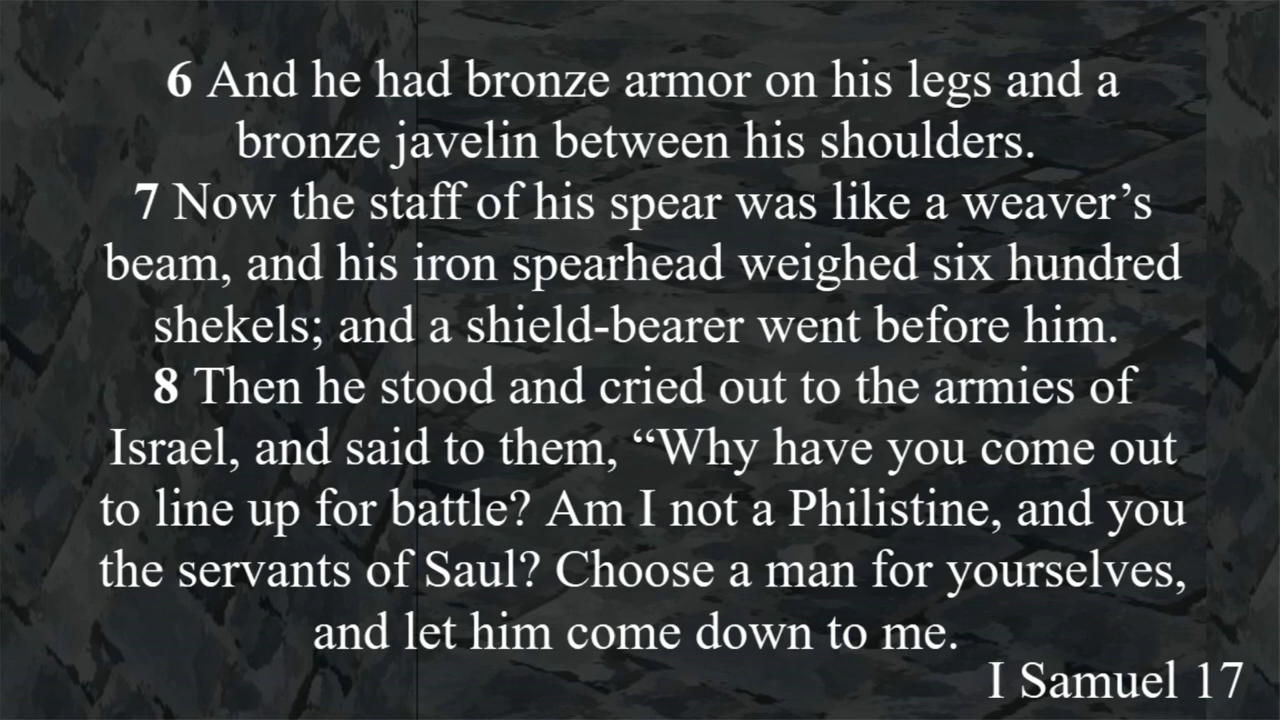 6 And he had bronze armor on his legs and a
bronze javelin between his shoulders.
7 Now the staff of his spear was like a weaver’s
beam, and his iron spearhead weighed six hundred
shekels; and a shield-bearer went before him.
8 Then he stood and cried out to the armies of
Israel, and said to them, “Why have you come out
to line up for battle? Am I not a Philistine, and you
the servants of Saul? Choose a man for yourselves,
and let him come down to me.
I Samuel 17